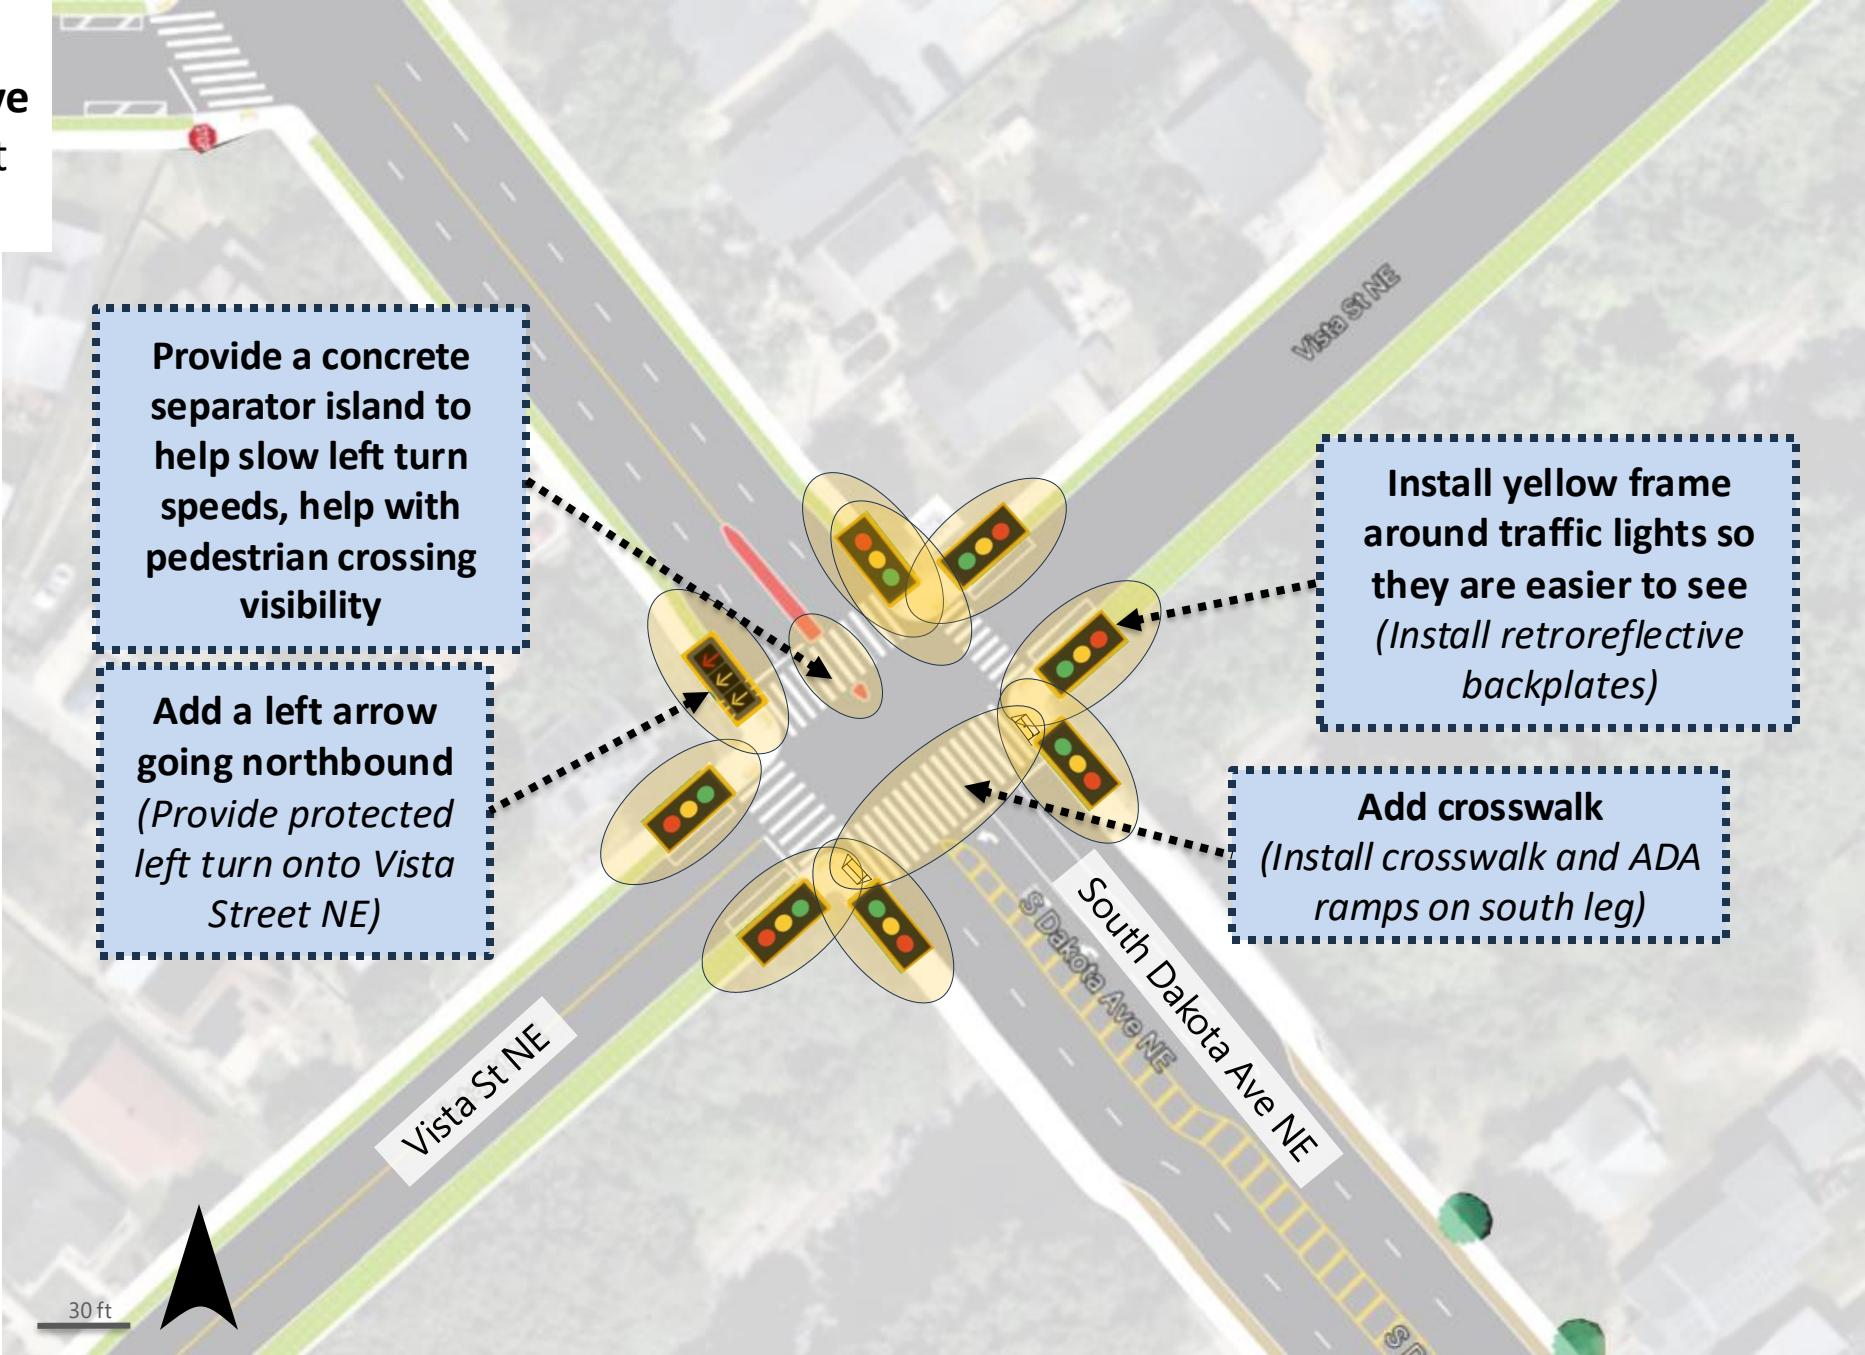 ve
t
STOP
Vista St NE
Provide a concrete
separator island to
help slow left turn
speeds, help with
pedestrian crossing
visibility
Install yellow frame
around traffic lights so
they are easier to see
(Install retroreflective
backplates)
Add a left arrow
going northbound
(Provide protected
left turn onto Vista
Street NE)
Add crosswalk
(Install crosswalk and ADA
ramps on south leg)
S Dakota Ave NE
South Dakota Ave NE
Vista St NE
30 ft
S D